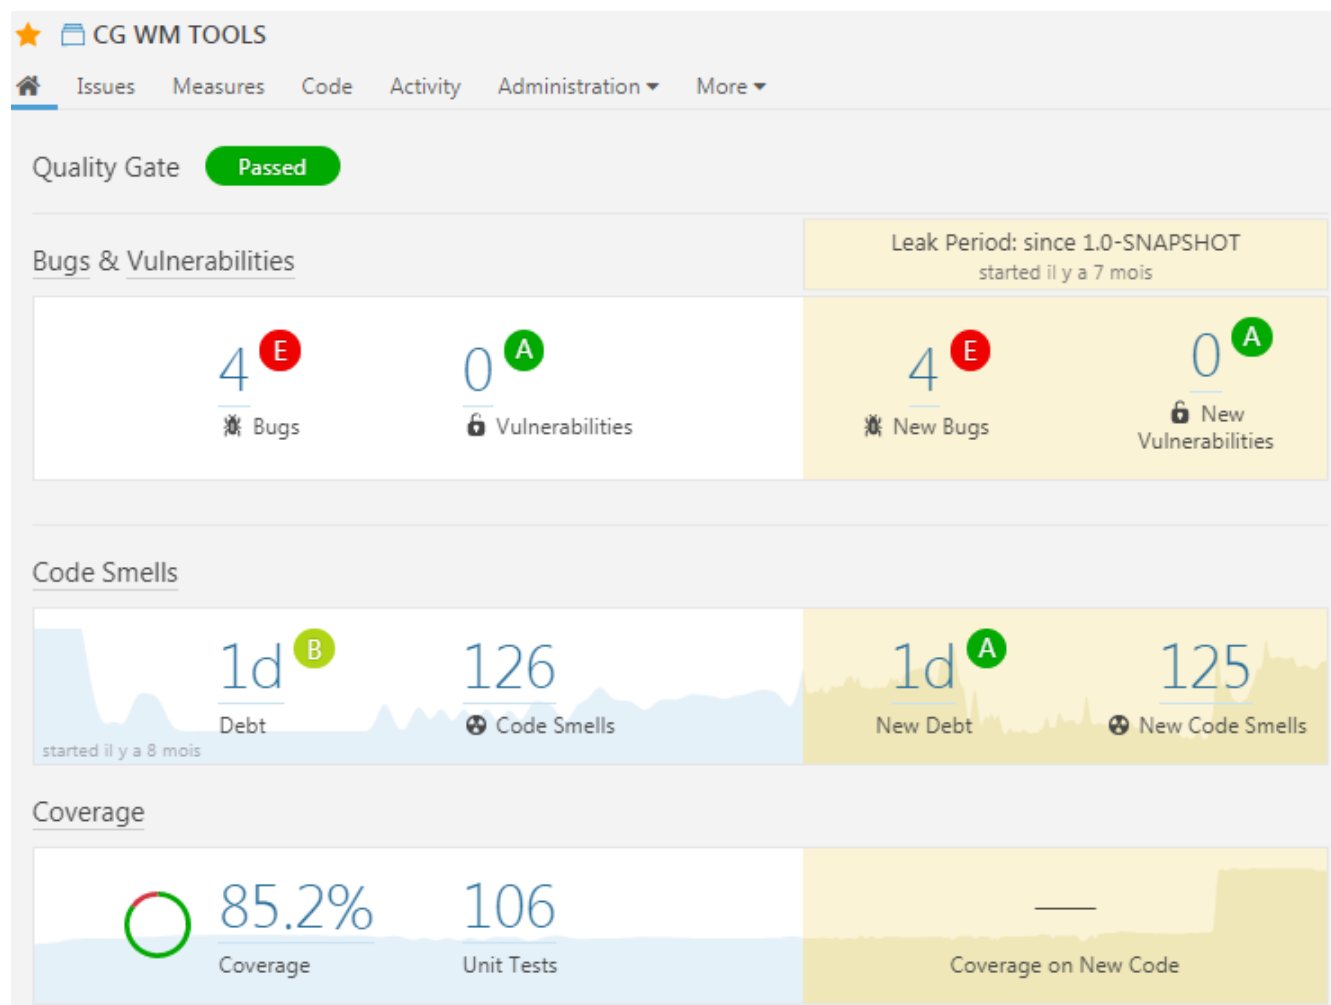 CG WM TOOLS
Issues Measures Code Activity Administration More
Quality Gate Passed
Leak Period: since 1.0-SNAPSHOT
started il y a 7 mois
Bugs & Vulnerabilities
4 E 0 A 4 E 0 A
Bugs Vulnerabilities New Bugs New
Vulnerabilities
Code Smells
1d B 126 1d A 125
Debt Code Smells New Debt New Code Smells
started il y a 8 mois
Coverage
85.2% 106 —
Coverage Unit Tests Coverage on New Code